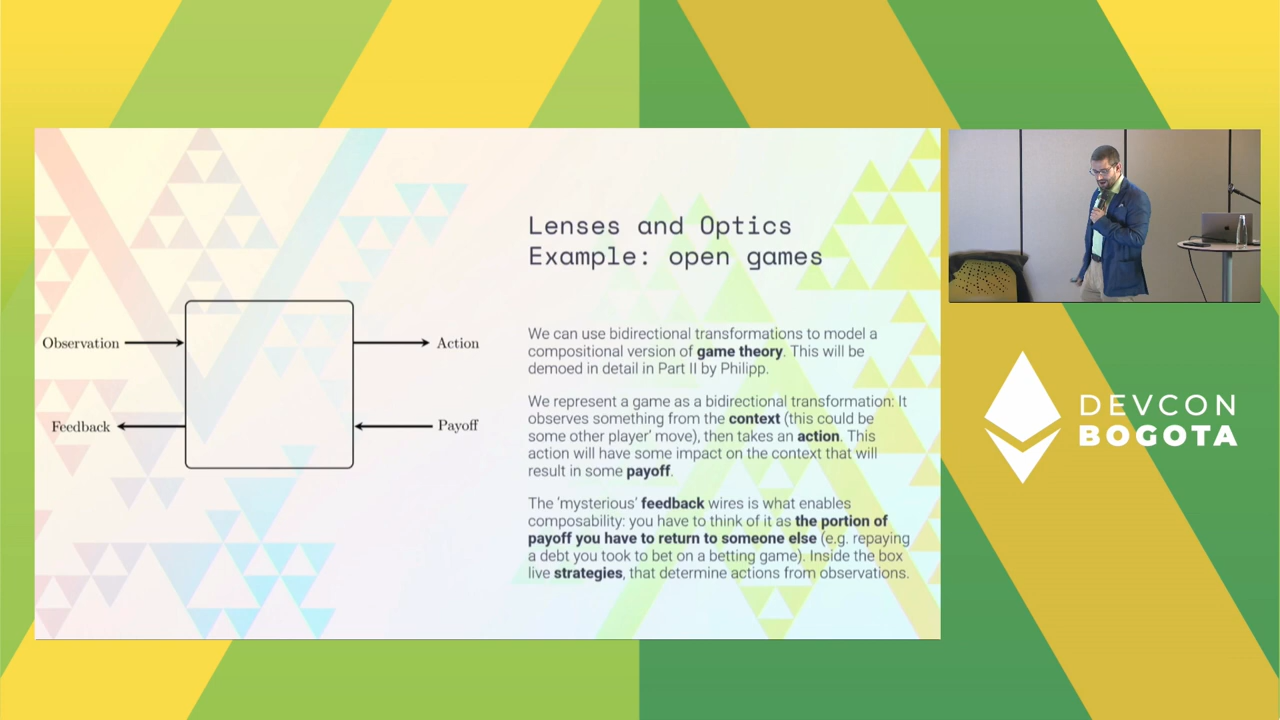 Lenses and Optics
Example: open games
Observation
Action
Feedback
Payoff
We can use bidirectional transformations to model a
compositional version of game theory. This will be
demoed in detail in Part II by Philipp.
We represent a game as a bidirectional transformation: It
observes something from the context (this could be
some other player' move), then takes an action. This
action will have some impact on the context that will
result in some payoff.
The 'mysterious' feedback wires is what enables
composability: you have to think of it as the portion of
payoff you have to return to someone else (e.g. repaying
a debt you took to bet on a betting game). Inside the box
live strategies, that determine actions from observations.
DEVCON
BOGOTA